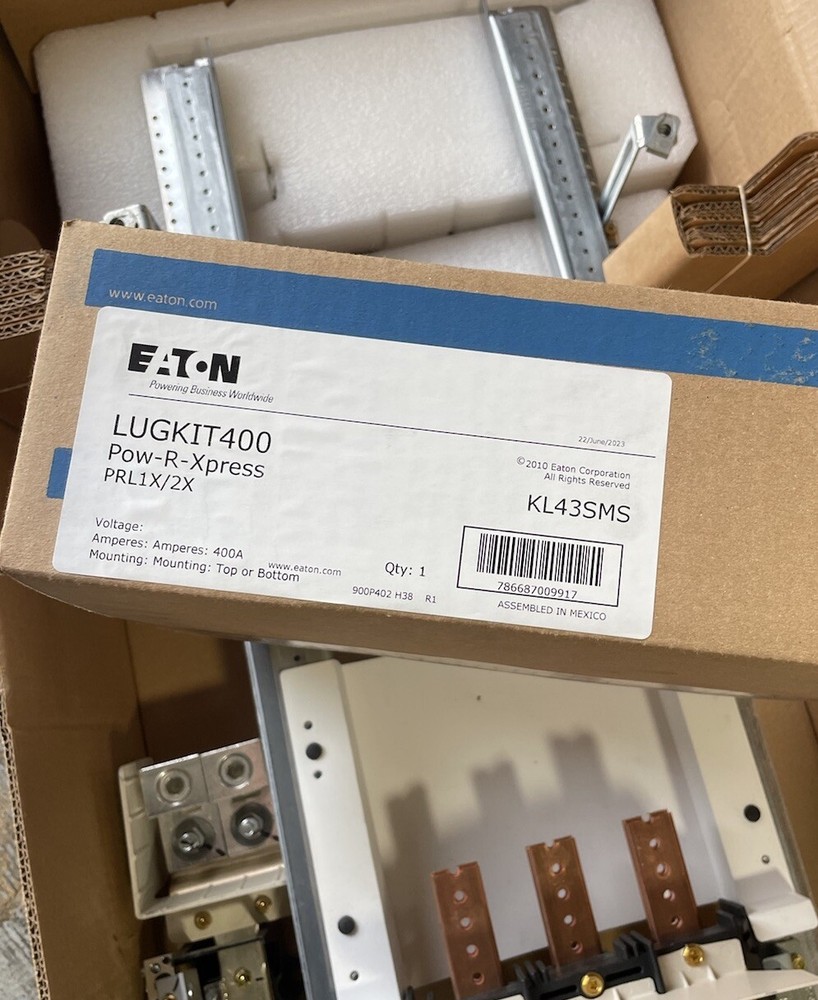 www.eaton.com
EATON
Powering Business Worldwide
LUGKIT400
Pow-R-Xpress
PRL1X/2X
22/June/2023
©2010 Eaton Corporation
All Rights Reserved
KL43SMS
Voltage:
Amperes: Amperes: 400A
Mounting: Mounting: Top or Bottom
www.eaton.com
Qty: 1
900P402 H38 R1
786687009917
ASSEMBLED IN MEXICO